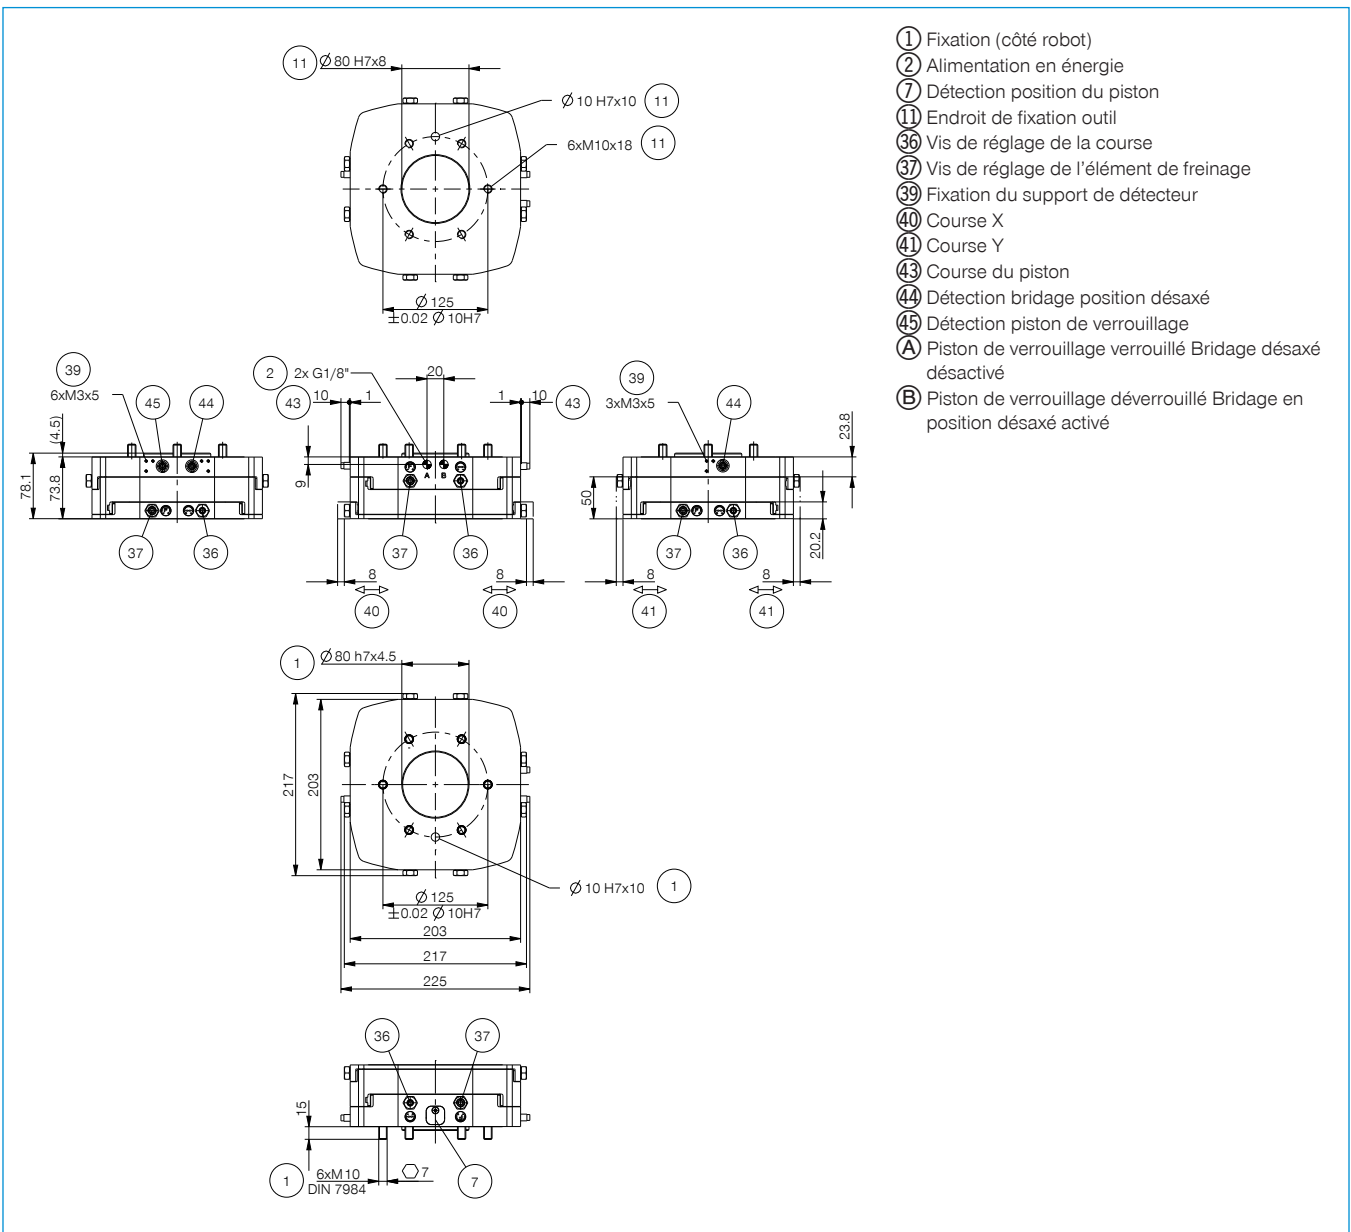 11 Ø 80 H7x8
Ø 10 H7x10 11
6xM10x18 11
Ø 125
±0.02 Ø 10H7
39
6xM3x5
45
44
(4.5)
78.1
73.8
37
36
2 2x G1/8"
20
43 10 1
1 10 43
9
A B
37
36
8
40
8
40
39
3xM3x5
44
23.8
50
20.2
37
36
8
41
8
41
1 Ø 80 h7x4.5
217
203
Ø 10 H7x10 1
Ø 125
±0.02 Ø 10H7
203
217
225
36
37
15
1 6xM10
DIN 7984
7
7
1 Fixation (côté robot)
2 Alimentation en énergie
7 Détection position du piston
11 Endroit de fixation outil
36 Vis de réglage de la course
37 Vis de réglage de l'élément de freinage
39 Fixation du support de détecteur
40 Course X
41 Course Y
43 Course du piston
44 Détection bridage position désaxé
45 Détection piston de verrouillage
A Piston de verrouillage verrouillé Bridage désaxé
désactivé
B Piston de verrouillage déverrouillé Bridage en
position désaxé activé